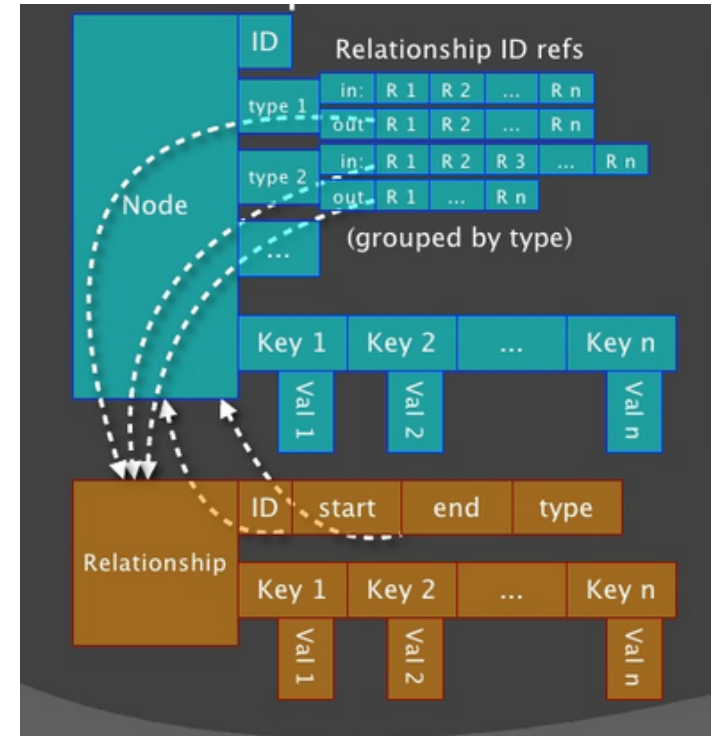 ID
Relationship ID refs
type 1
in: R 1 R 2 ... R n
out R 1 R 2 ... R n
type 2
in: R 1 R 2 R 3 ... R n
out R 1 ... R n
Node
...
(grouped by type)
Key 1 Key 2 ... Key n
Val 1 Val 2 Val n
ID start end type
Relationship
Key 1 Key 2 ... Key n
Val 1 Val 2 Val n